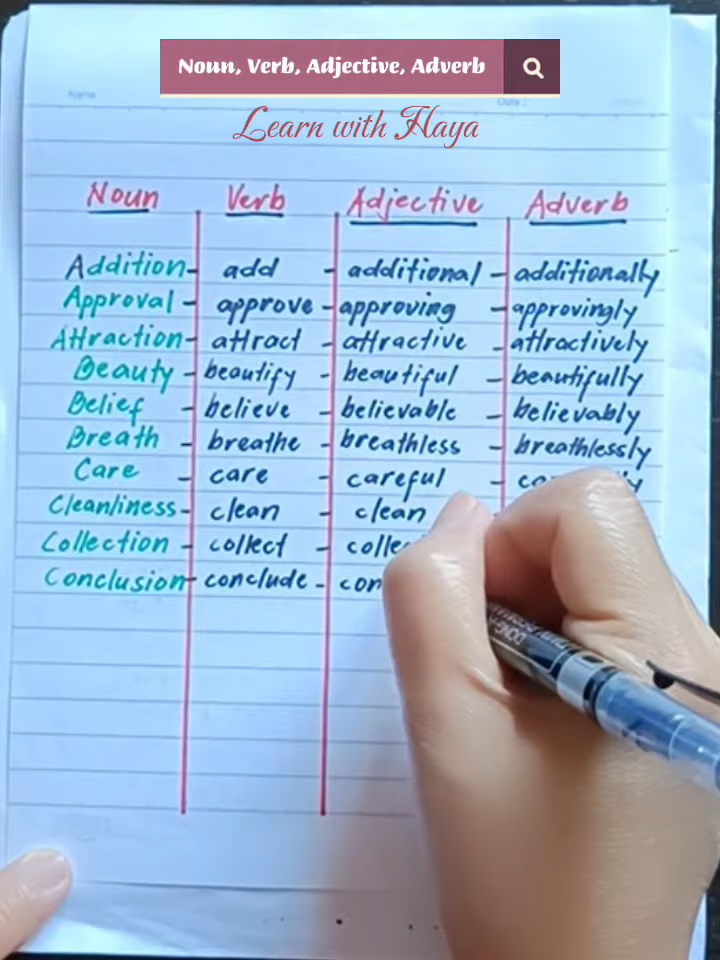 Noun, Verb, Adjective, Adverb
Learn with Haya
Name
Date :
Noun Verb Adjective Adverb
Addition - add - additional - additionally
Approval - approve - approving - approvingly
Attraction - attract - attractive - attractively
Beauty - beautify - beautiful - beautifully
Belief - believe - believable - believably
Breath - breathe - breathless - breathlessly
Care - care - careful -
Cleanliness - clean clean
Collection - collect -
Conclusion - conclude -